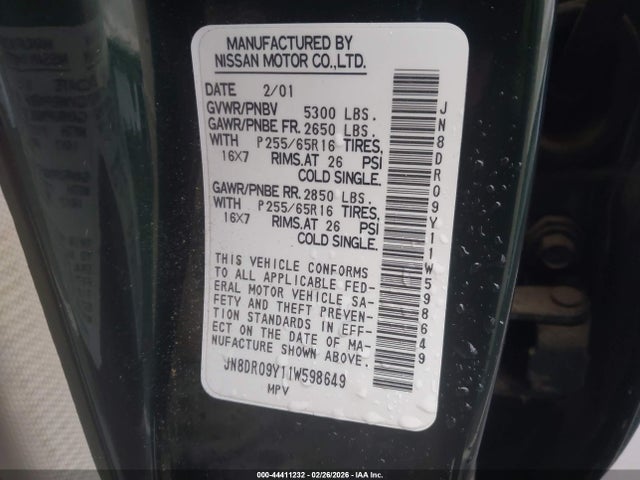 MANUFACTURED BY
NISSAN MOTOR CO.,LTD.
DATE 2/01
GVWR/PNBV 5300 LBS.
GAWR/PNBE FR. 2650 LBS.
WITH P255/65R16 TIRES,
16X7 RIMS,AT 26 PSI
COLD SINGLE.
GAWR/PNBE RR. 2850 LBS.
WITH P255/65R16 TIRES,
16X7 RIMS,AT 26 PSI
COLD SINGLE.
THIS VEHICLE CONFORMS
TO ALL APPLICABLE FED-
ERAL MOTOR VEHICLE SA-
FETY AND THEFT PREVEN-
TION STANDARDS IN EFF-
ECT ON THE DATE OF MA-
NUFACTURE SHOWN ABOVE.
JN8DR09Y11W598649
MPV
JN8DR09Y11W598649
000-44411232 - 02/26/2026 - IAAI.com